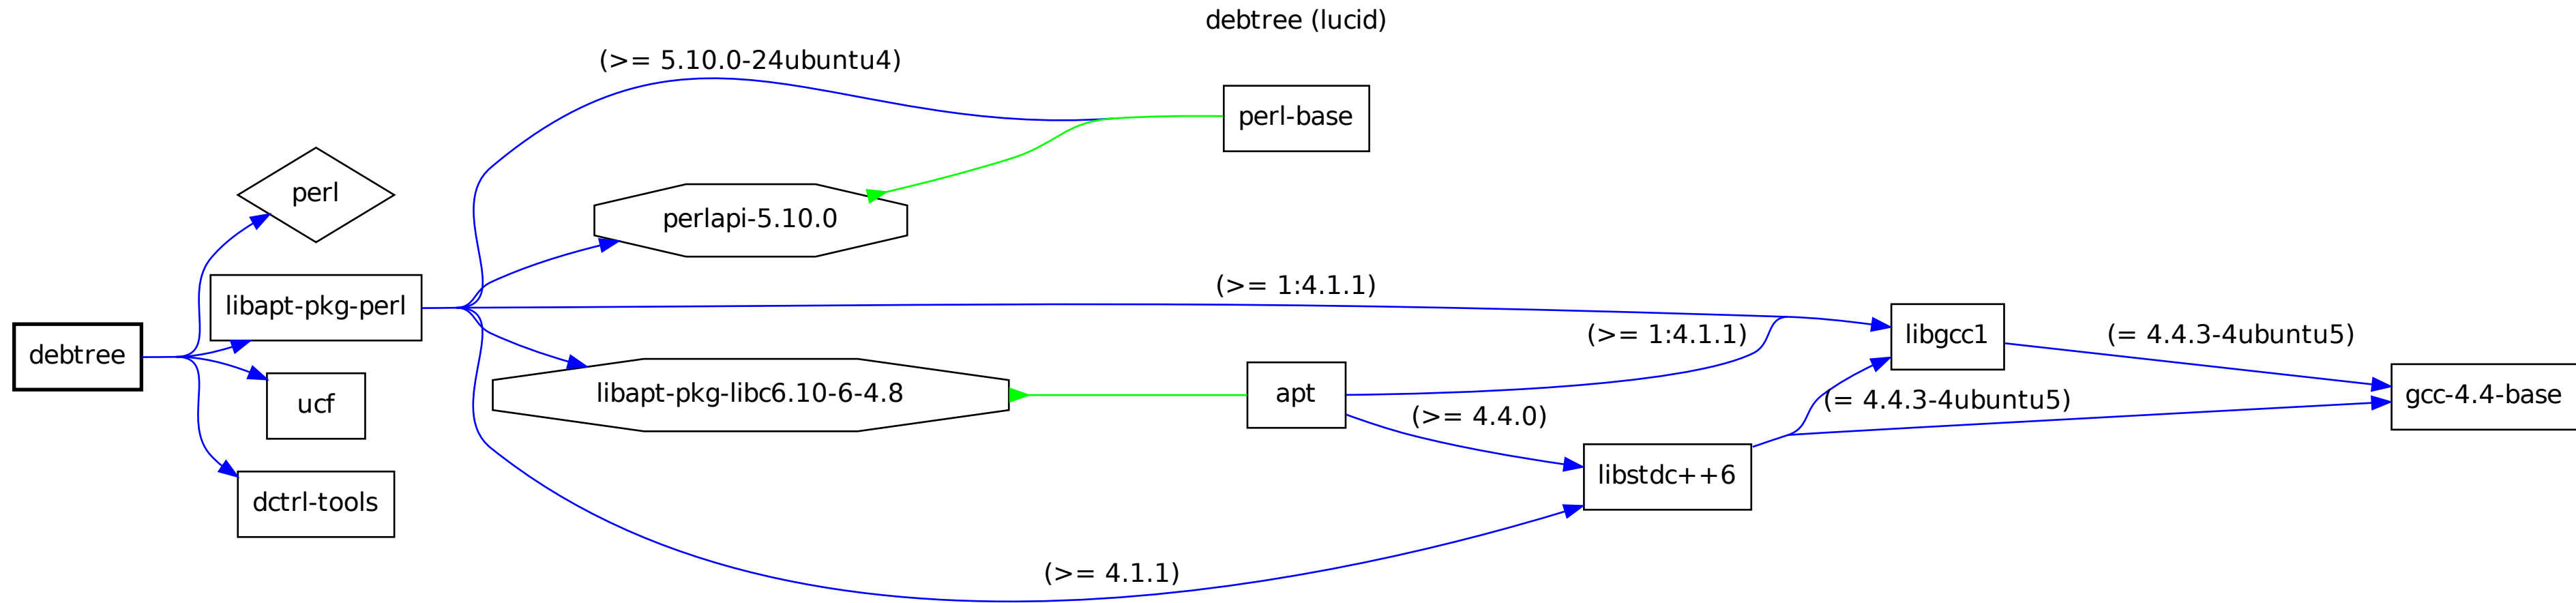 debtree (lucid)
(>= 5.10.0-24ubuntu4)
perl-base
perl
perlapi-5.10.0
(>= 1:4.1.1)
libapt-pkg-perl
debtree
(>= 1:4.1.1)
libgcc1
(= 4.4.3-4ubuntu5)
ucf
libapt-pkg-libc6.10-6-4.8
apt
(>= 4.4.0)
(= 4.4.3-4ubuntu5)
gcc-4.4-base
dctrl-tools
libstdc++6
(>= 4.1.1)